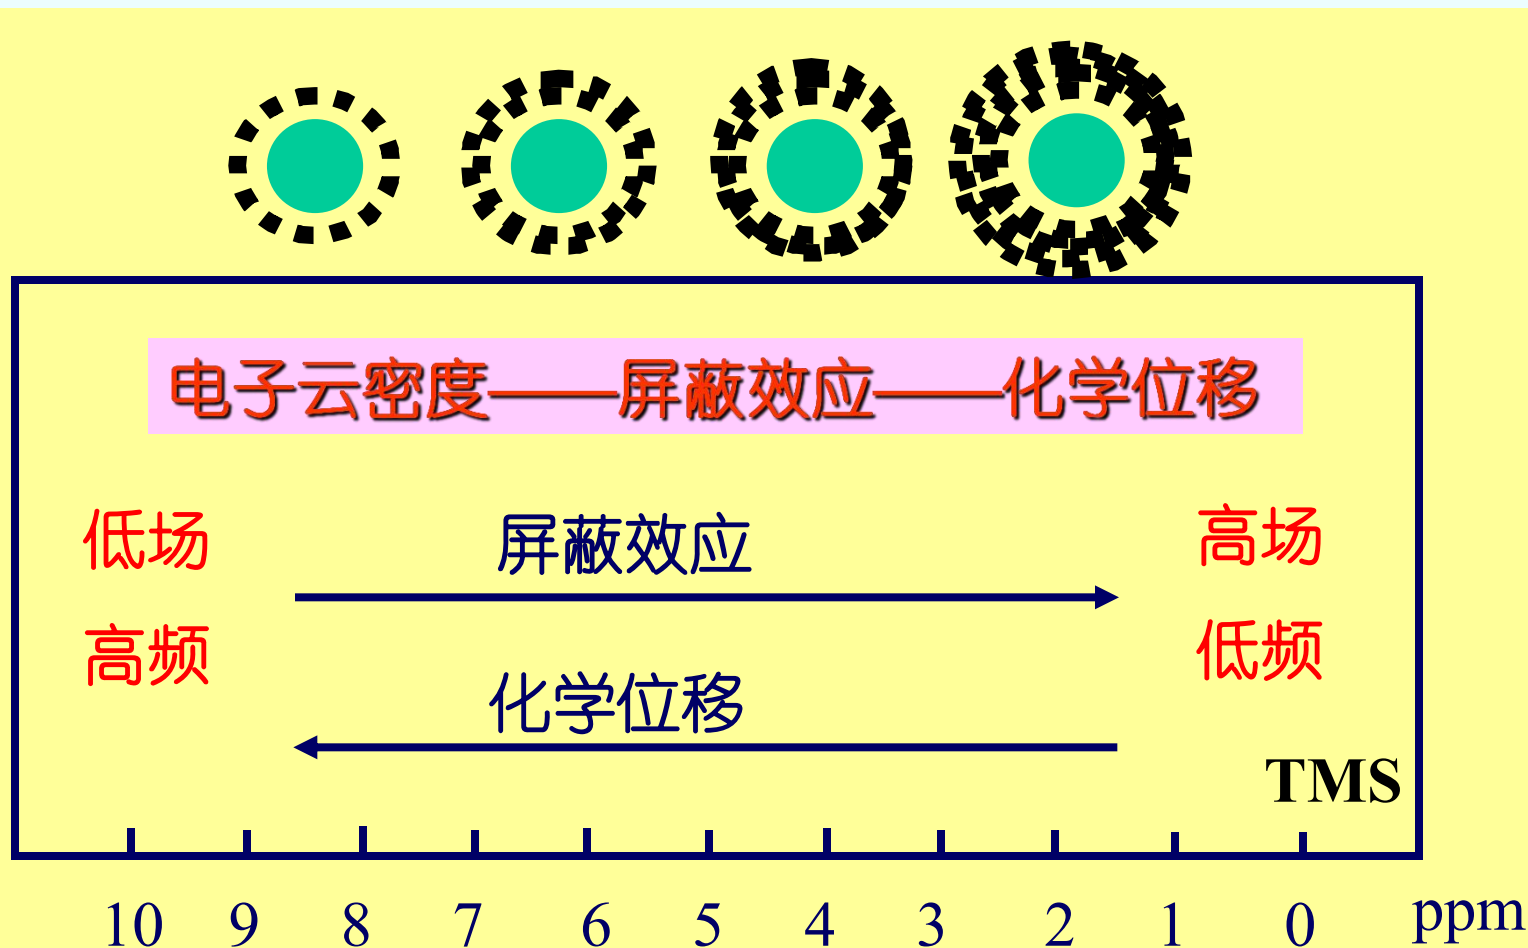 电子云密度——屏蔽效应——化学位移
低场 屏蔽效应 高场
高频 低频
化学位移
TMS
10 9 8 7 6 5 4 3 2 1 0 ppm